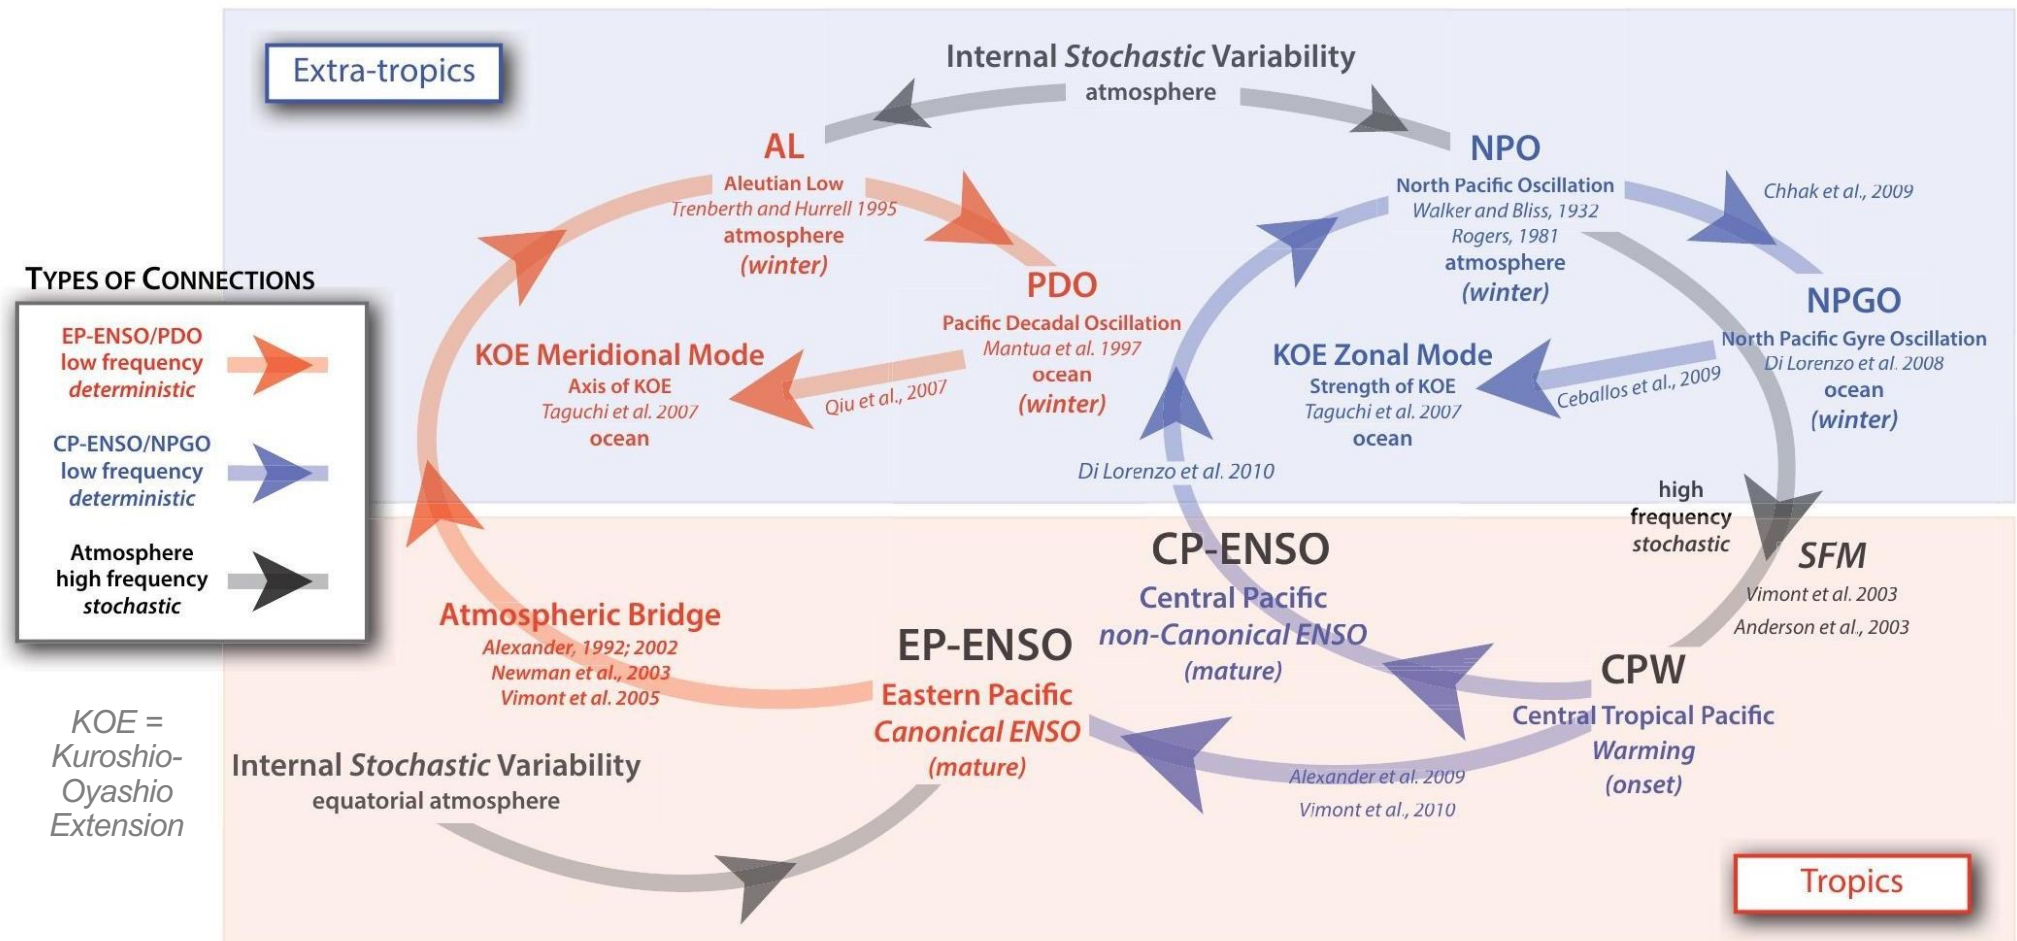 Extra-tropics
Internal Stochastic Variability
atmosphere
AL
Aleutian Low
Trenberth and Hurrell 1995
atmosphere
(winter)
NPO
North Pacific Oscillation
Walker and Bliss, 1932
Rogers, 1981
atmosphere
(winter)
Chhak et al., 2009
PDO
Pacific Decadal Oscillation
Mantua et al. 1997
ocean
(winter)
NPGO
North Pacific Gyre Oscillation
Di Lorenzo et al. 2008
ocean
(winter)
KOE Meridional Mode
Axis of KOE
Taguchi et al. 2007
ocean
Qiu et al., 2007
KOE Zonal Mode
Strength of KOE
Taguchi et al. 2007
ocean
Ceballos et al., 2009
Di Lorenzo et al. 2010
high
frequency
stochastic
TYPES OF CONNECTIONS
EP-ENSO/PDO
low frequency
deterministic
CP-ENSO/NPGO
low frequency
deterministic
Atmosphere
high frequency
stochastic
KOE =
Kuroshio-
Oyashio
Extension
SFM
Vimont et al. 2003
Anderson et al., 2003
CP-ENSO
Central Pacific
non-Canonical ENSO
(mature)
Atmospheric Bridge
Alexander, 1992; 2002
Newman et al., 2003
Vimont et al. 2005
EP-ENSO
Eastern Pacific
Canonical ENSO
(mature)
CPW
Central Tropical Pacific
Warming
(onset)
Alexander et al. 2009
Vimont et al., 2010
Internal Stochastic Variability
equatorial atmosphere
Tropics